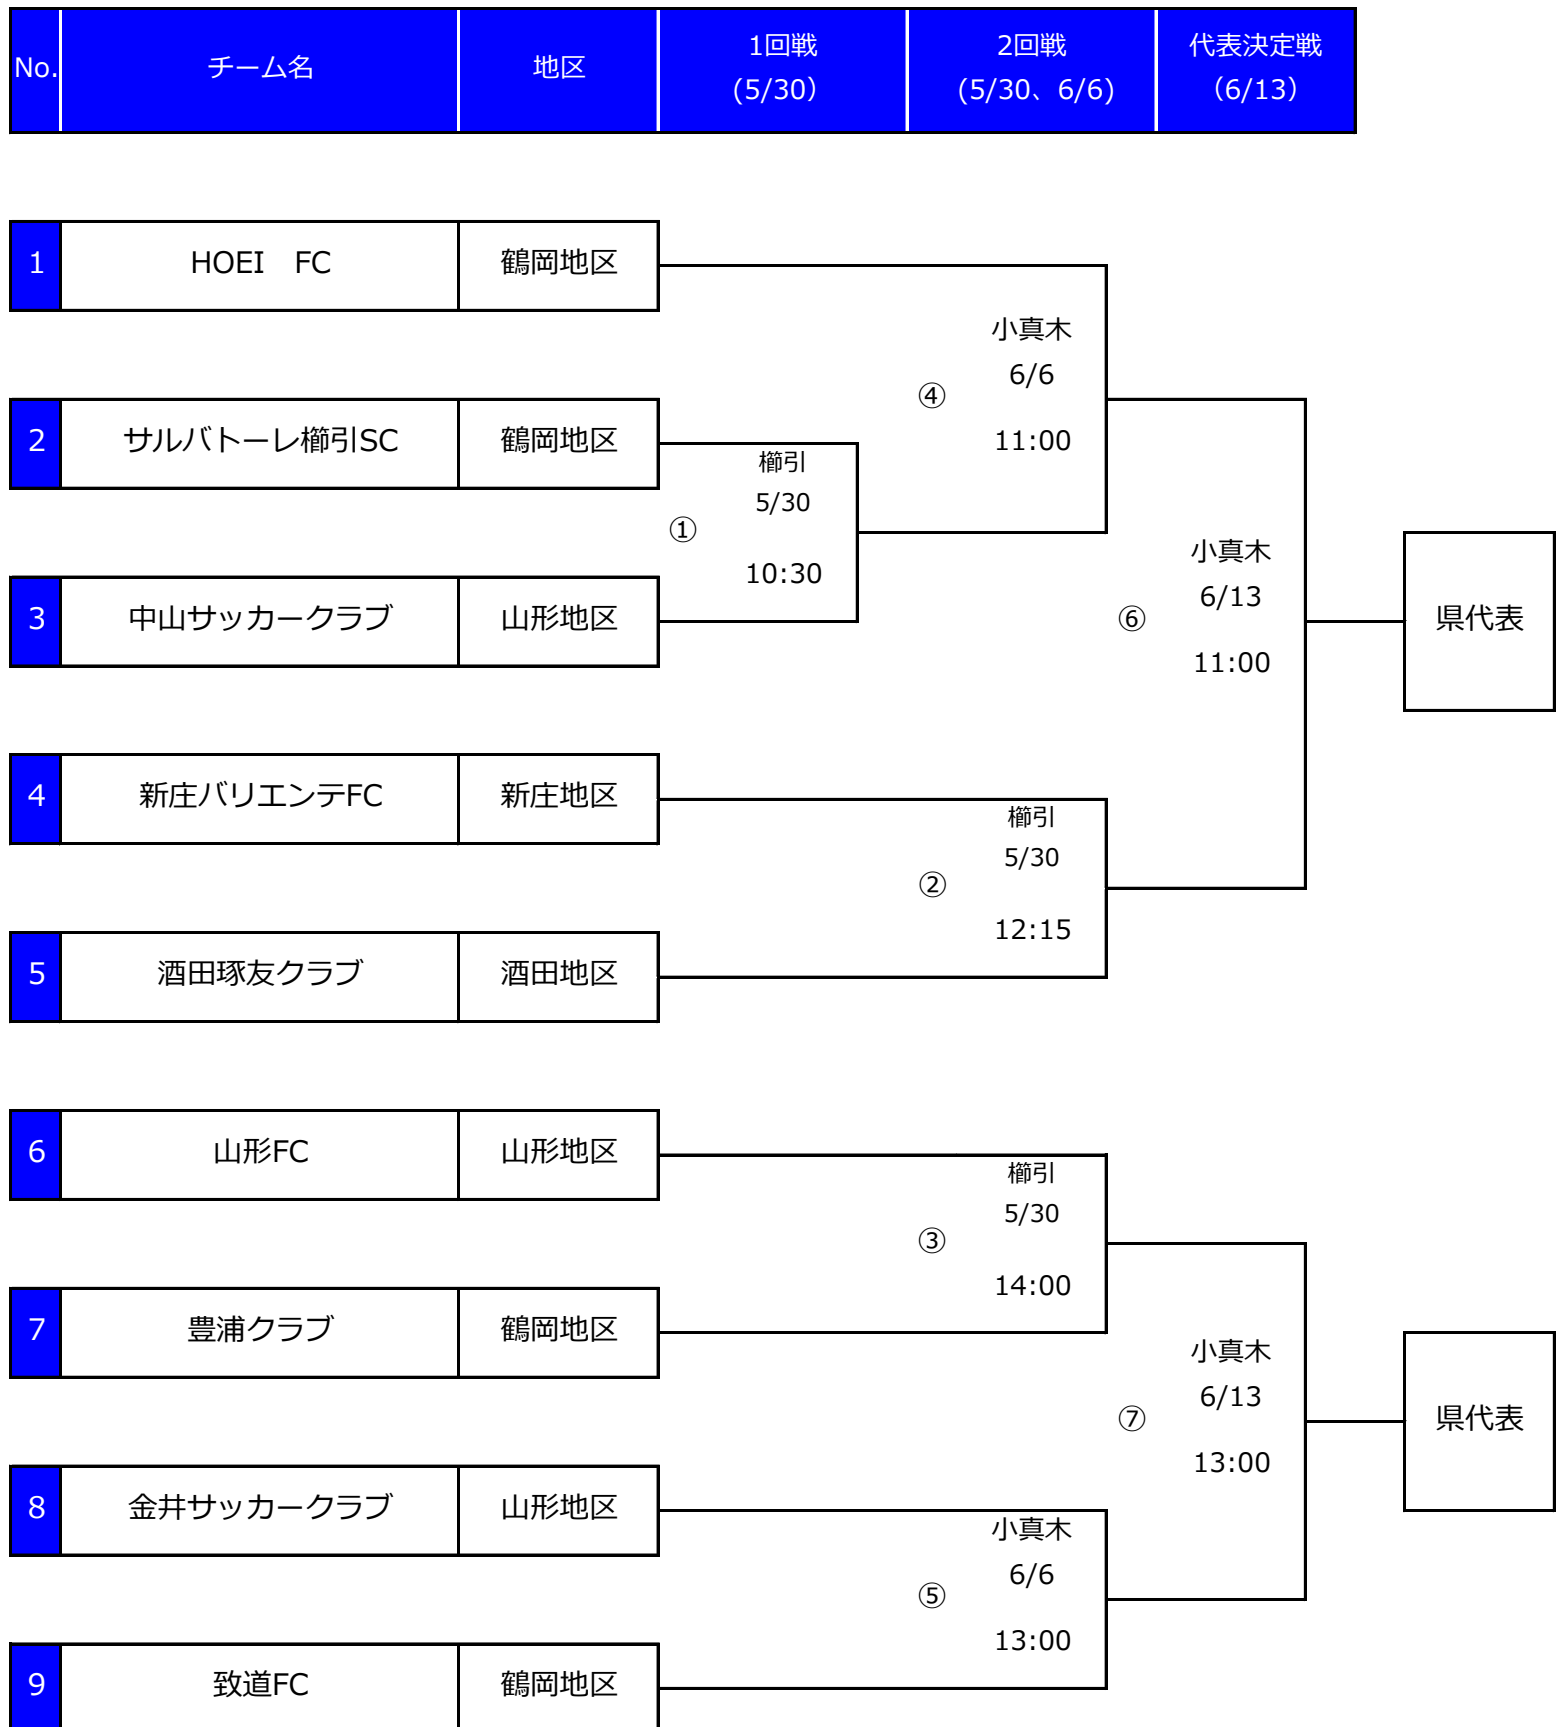 No. チーム名 地区 1回戦 2回戦 代表決定戦
(5/30） (5/30、6/6) （6/13）
1 HOEI　FC 鶴岡地区
小真木
6/6
④
11:00
2 サルバトーレ櫛引SC 鶴岡地区
櫛引
5/30
①
10:30
3 中山サッカークラブ 山形地区
小真木
6/13
⑥
11:00
県代表
4 新庄バリエンテFC 新庄地区
櫛引
5/30
②
12:15
5 酒田琢友クラブ 酒田地区
6 山形FC 山形地区
櫛引
5/30
③
14:00
7 豊浦クラブ 鶴岡地区
小真木
6/13
⑦
13:00
県代表
8 金井サッカークラブ 山形地区
小真木
6/6
⑤
13:00
9 致道FC 鶴岡地区